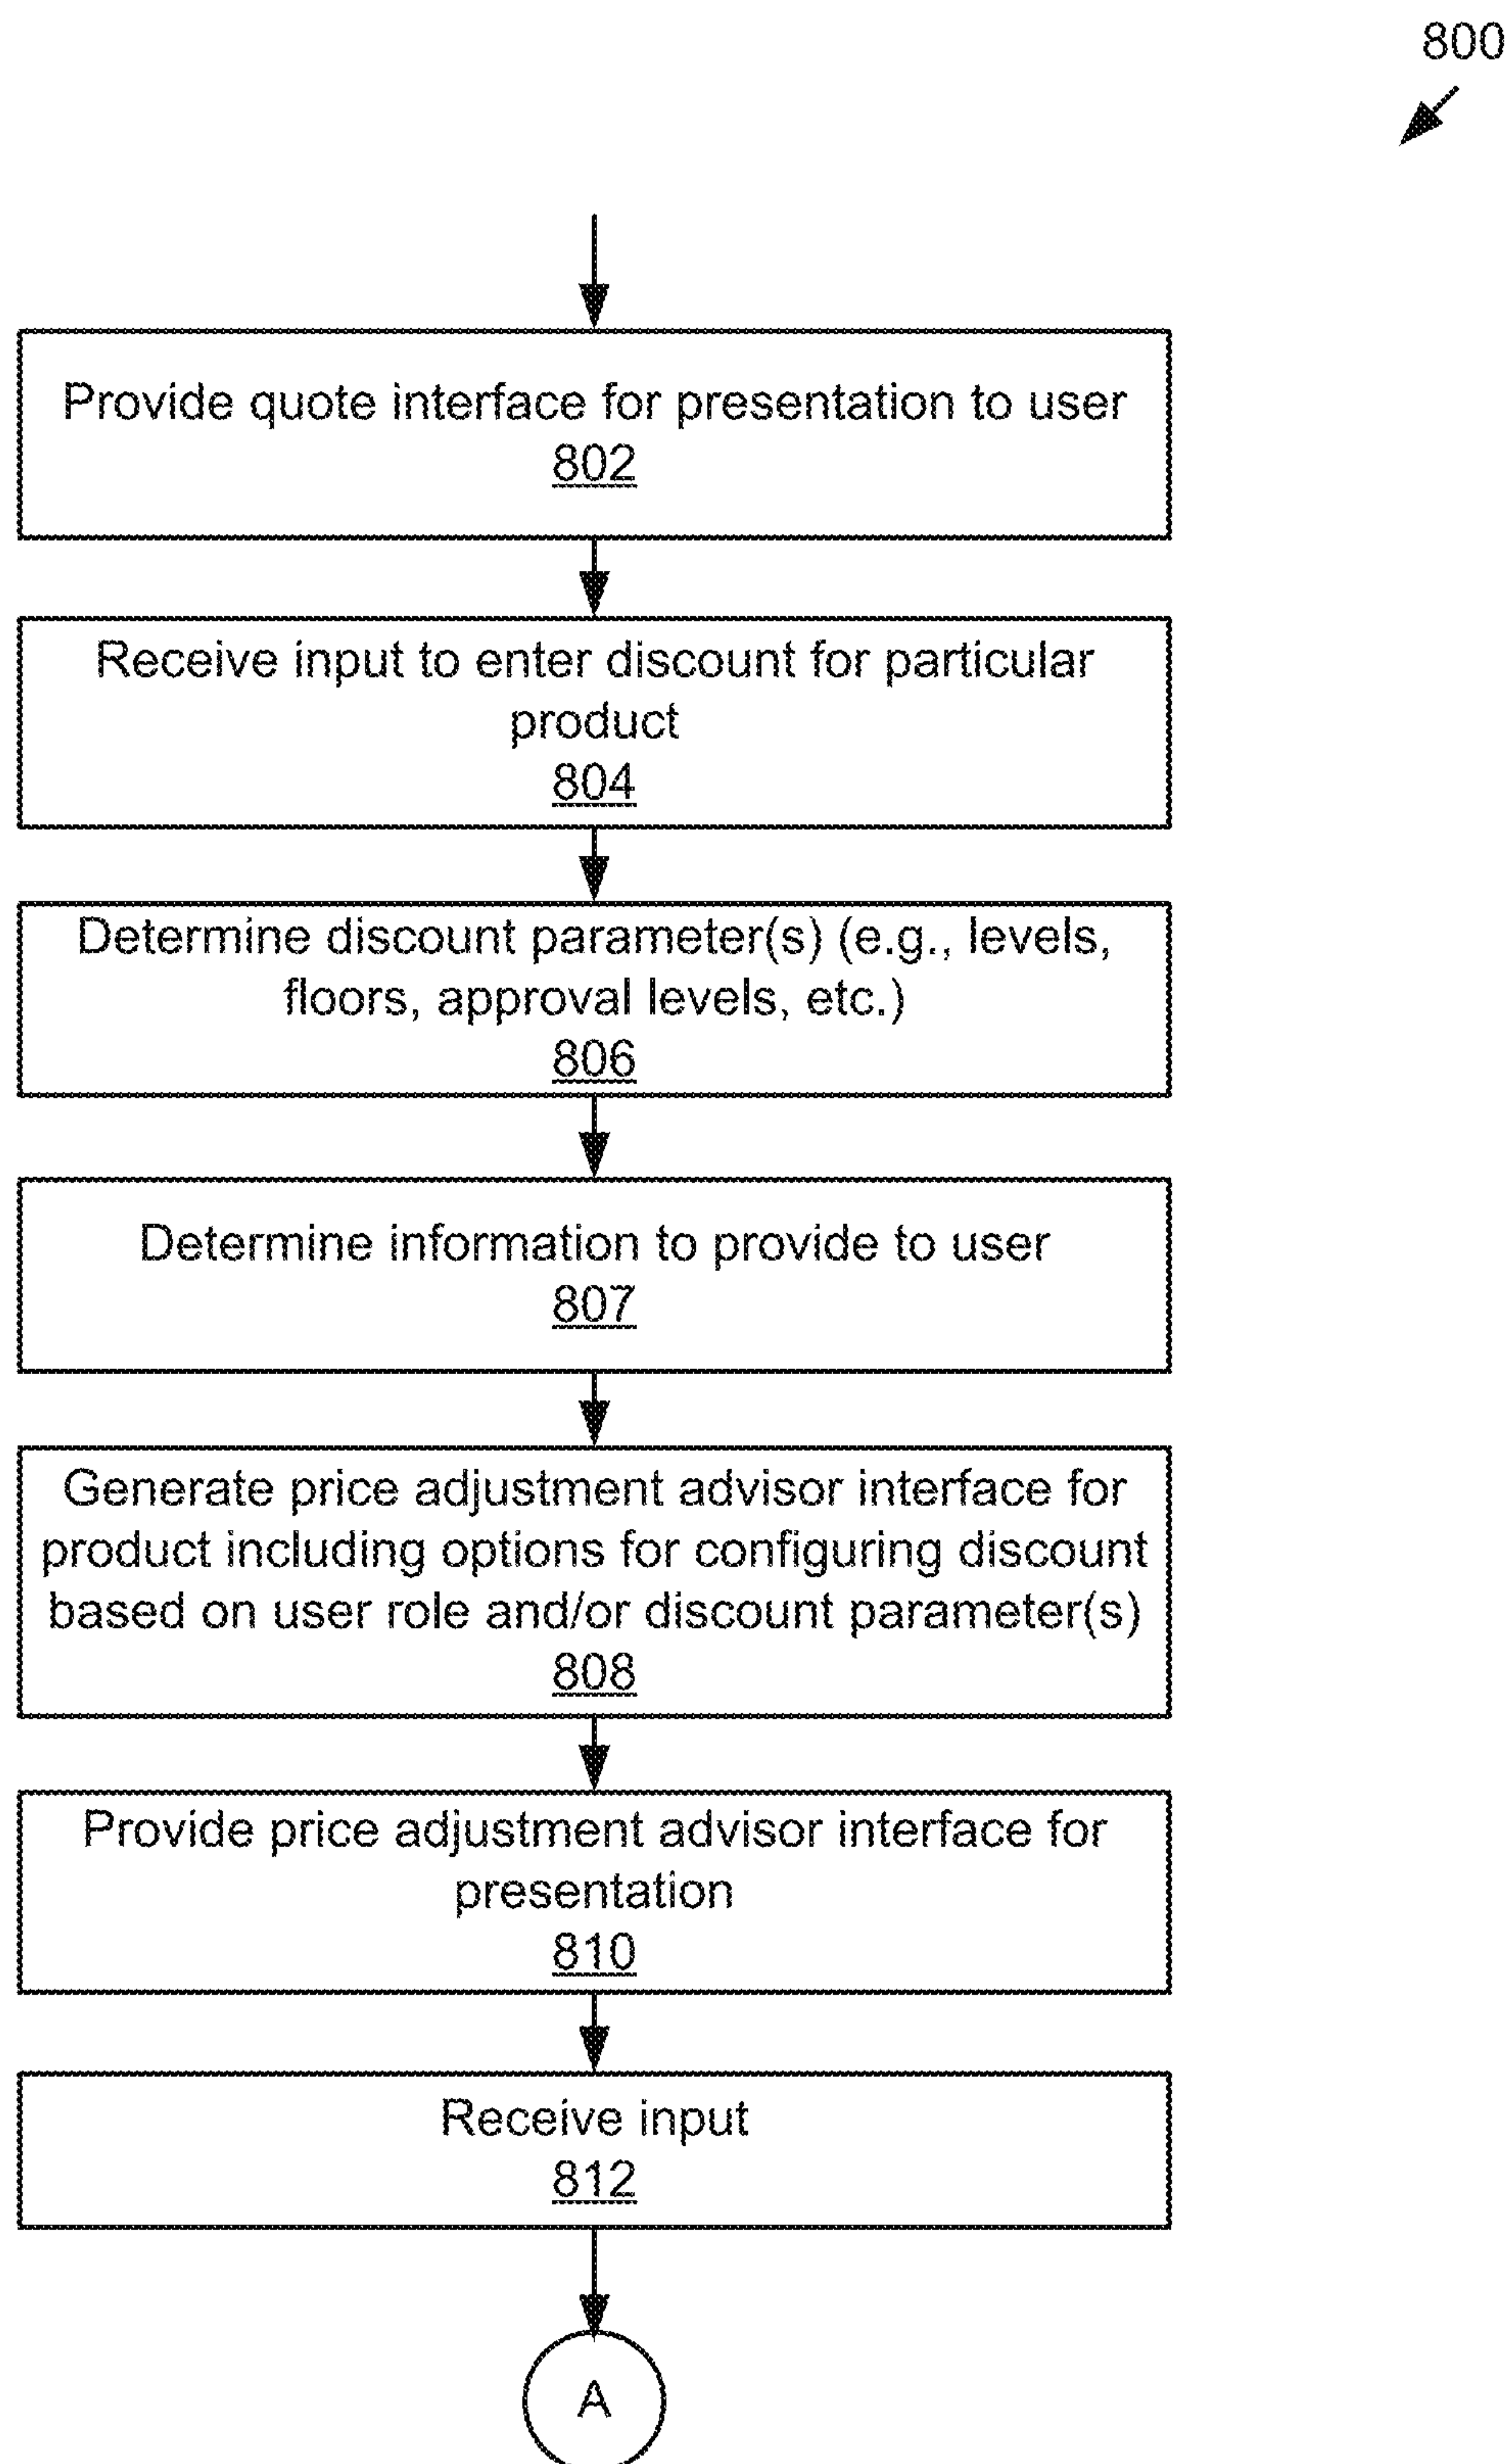 800
Provide quote interface for presentation to user
802
Receive input to enter discount for particular
product
804
Determine discount parameter(s) (e.g., levels,
floors, approval levels, etc.)
806
Determine information to provide to user
807
Generate price adjustment advisor interface for
product including options for configuring discount
based on user role and/or discount parameter(s)
808
Provide price adjustment advisor interface for
presentation
810
Receive input
812
A